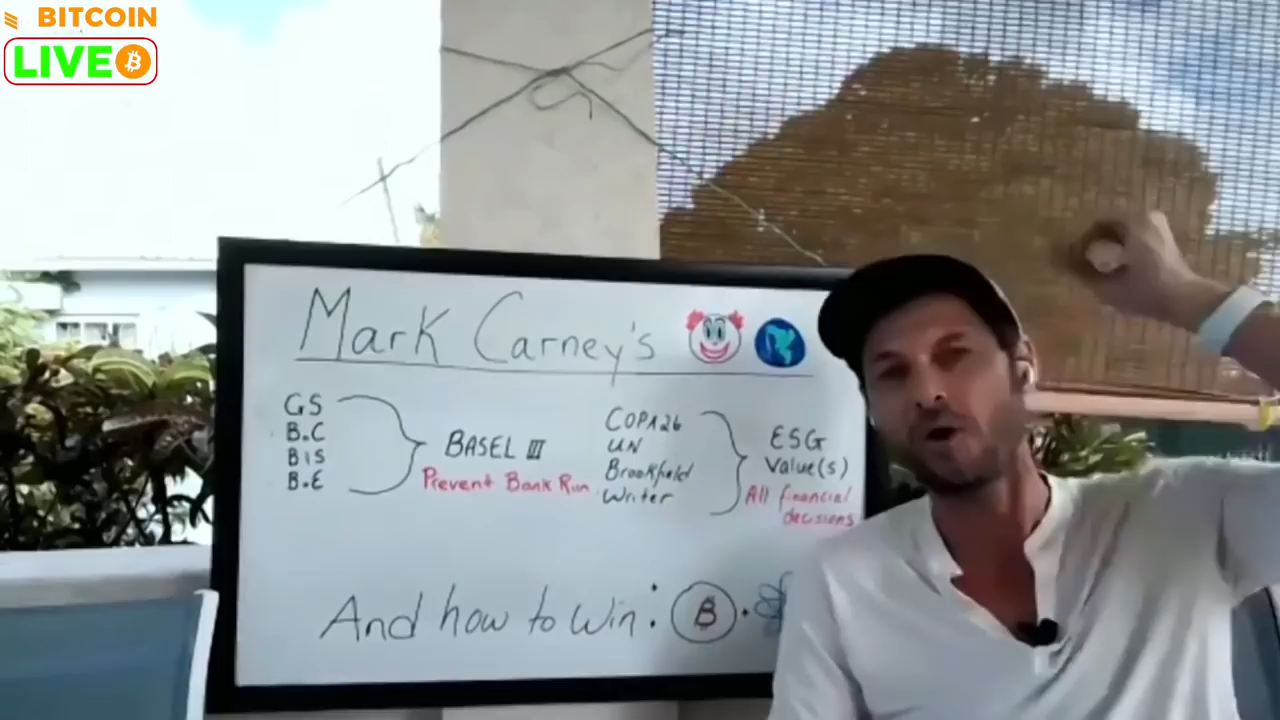 BITCOIN
LIVE
Mark Carney's
GS
B.C
BIS
B.E
BASEL III
Prevent Bank Run
COPA26
UN
Brookfield
Writer
ESG
Value(s)
All financial
decisions
And how to win: